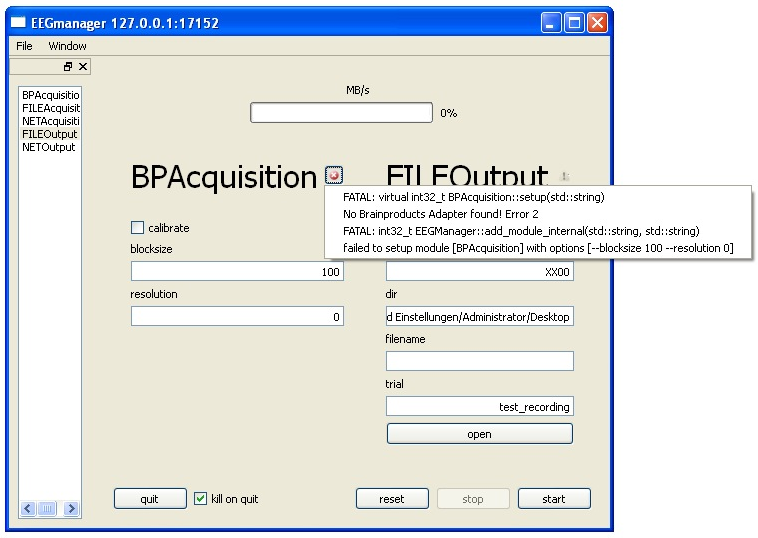 EEGmanager 127.0.0.1:17152
File Window
BPAcquisitio
FILEAcquisit
NETAcquisiti
FILEOutput
NETOutput
MB/s
0%
BPAcquisition
FILEOutput
FATAL: virtual int32_t BPAcquisition::setup(std::string)
No Brainproducts Adapter found! Error 2
FATAL: int32_t EEGManager::add_module_internal(std::string, std::string)
failed to setup module [BPAcquisition] with options [--blocksize 100 --resolution 0]
calibrate
blocksize
100
resolution
0
XX00
dir
d Einstellungen/Administrator/Desktop
filename
trial
test_recording
open
quit
kill on quit
reset
stop
start